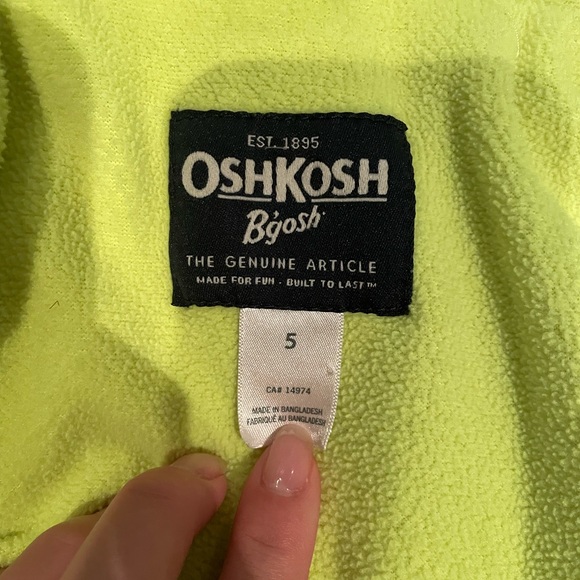 EST. 1895
OSHKOSH
B'gosh
THE GENUINE ARTICLE
MADE FOR FUN • BUILT TO LAST™
5
CA# 14974
MADE IN BANGLADESH
FABRIQUÉ AU BANGLADESH